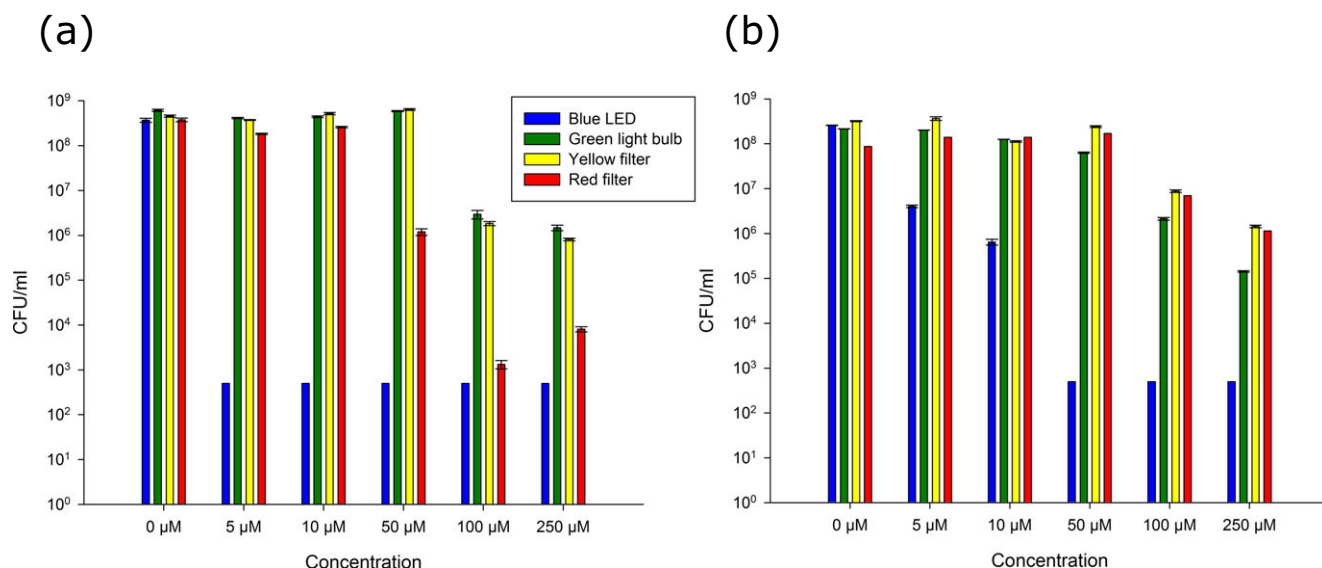 (a)
CFU/ml
10⁹
10⁸
10⁷
10⁶
10⁵
10⁴
10³
10²
10¹
10⁰
0 µM 5 µM 10 µM 50 µM 100 µM 250 µM
Concentration
Blue LED
Green light bulb
Yellow filter
Red filter
(b)
CFU/ml
10⁹
10⁸
10⁷
10⁶
10⁵
10⁴
10³
10²
10¹
10⁰
0 µM 5 µM 10 µM 50 µM 100 µM 250 µM
Concentration